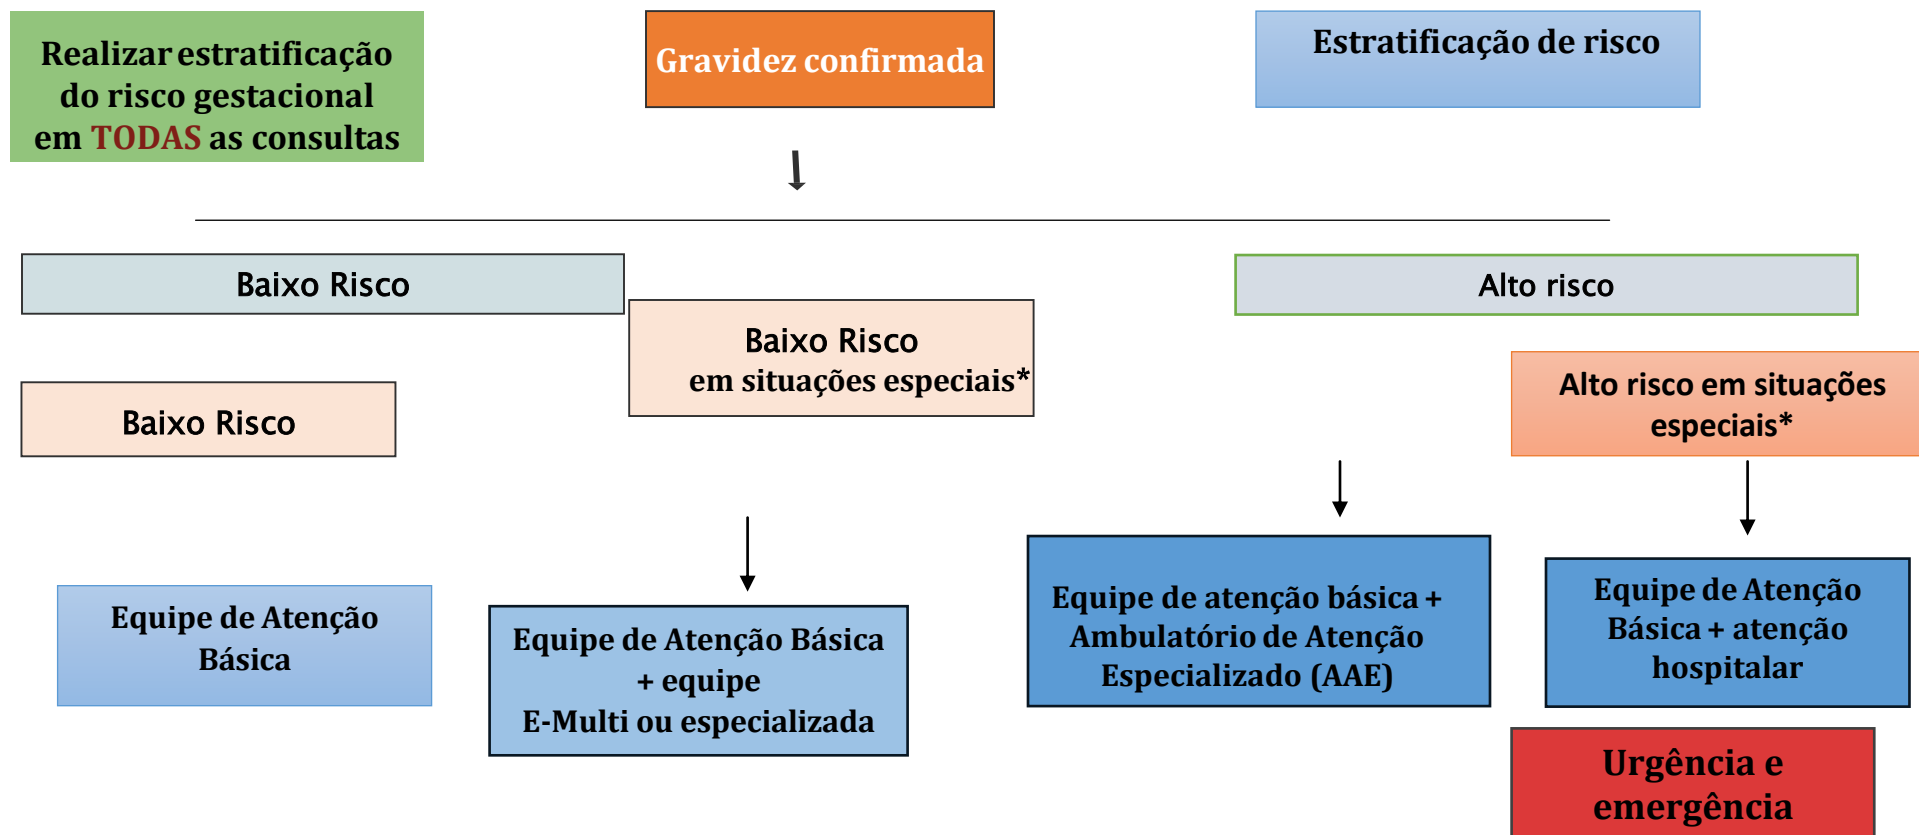 Realizar estratificação
do risco gestacional
em TODAS as consultas
Gravidez confirmada
Estratificação de risco
Baixo Risco
Baixo Risco
em situações especiais*
Alto risco
Baixo Risco
Alto risco em situações
especiais*
Equipe de Atenção
Básica
Equipe de Atenção Básica
+ equipe
E-Multi ou especializada
Equipe de atenção básica +
Ambulatório de Atenção
Especializado (AAE)
Equipe de Atenção
Básica + atenção
hospitalar
Urgência e
emergência